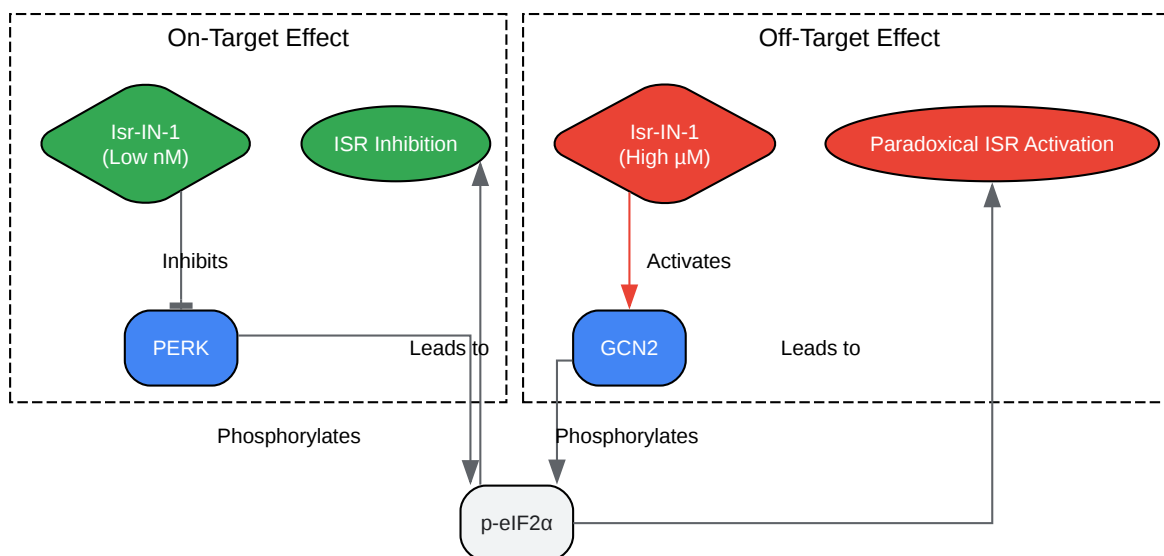 On-Target Effect
Off-Target Effect
Isr-IN-1
(Low nM)
ISR Inhibition
Isr-IN-1
(High µM)
Paradoxical ISR Activation
Inhibits
Activates
PERK
Leads to
GCN2
Leads to
Phosphorylates
Phosphorylates
p-eIF2α